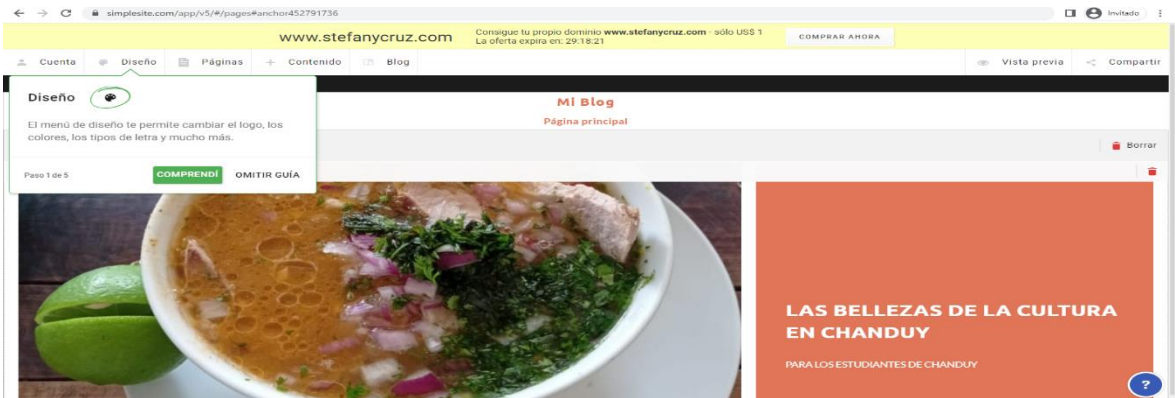 simplesite.com/app/v5/#/pages#anchor452791736
Invitado
www.stefanycruz.com
Consigue tu propio dominio www.stefanycruz.com - sólo US$ 1
La oferta expira en: 29:18:21
COMPRAR AHORA
Cuenta
Diseño
Páginas
+ Contenido
Blog
Vista previa
Compartir
Diseño
El menú de diseño te permite cambiar el logo, los
colores, los tipos de letra y mucho más.
Paso 1 de 5
COMPRENDÍ
OMITIR GUÍA
Mi Blog
Página principal
Borrar
LAS BELLEZAS DE LA CULTURA
EN CHANDUY
PARA LOS ESTUDIANTES DE CHANDUY
?